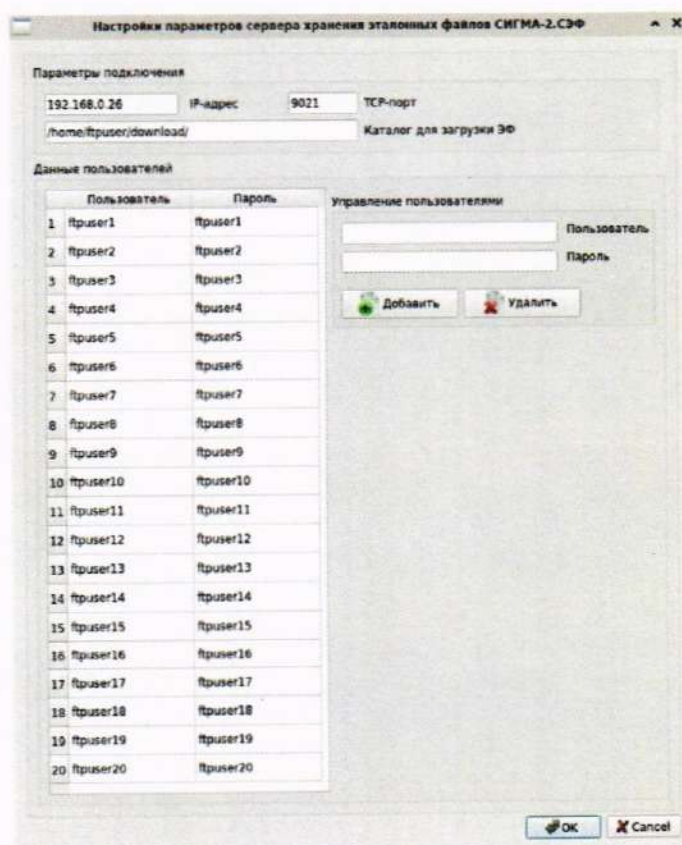 Настройки параметров сервера хранения эталонных файлов СИГМА-2.СЭФ
Параметры подключения
192.168.0.26 IP-адрес 9021 TCP-порт
/home/ftpuser/download/ Каталог для загрузки ЭФ
Данные пользователей
Пользователь Пароль
1 ftpuser1 ftpuser1
2 ftpuser2 ftpuser2
3 ftpuser3 ftpuser3
4 ftpuser4 ftpuser4
5 ftpuser5 ftpuser5
6 ftpuser6 ftpuser6
7 ftpuser7 ftpuser7
8 ftpuser8 ftpuser8
9 ftpuser9 ftpuser9
10 ftpuser10 ftpuser10
11 ftpuser11 ftpuser11
12 ftpuser12 ftpuser12
13 ftpuser13 ftpuser13
14 ftpuser14 ftpuser14
15 ftpuser15 ftpuser15
16 ftpuser16 ftpuser16
17 ftpuser17 ftpuser17
18 ftpuser18 ftpuser18
19 ftpuser19 ftpuser19
20 ftpuser20 ftpuser20
Управление пользователями
Пользователь
Пароль
Добавить Удалить
OK Cancel